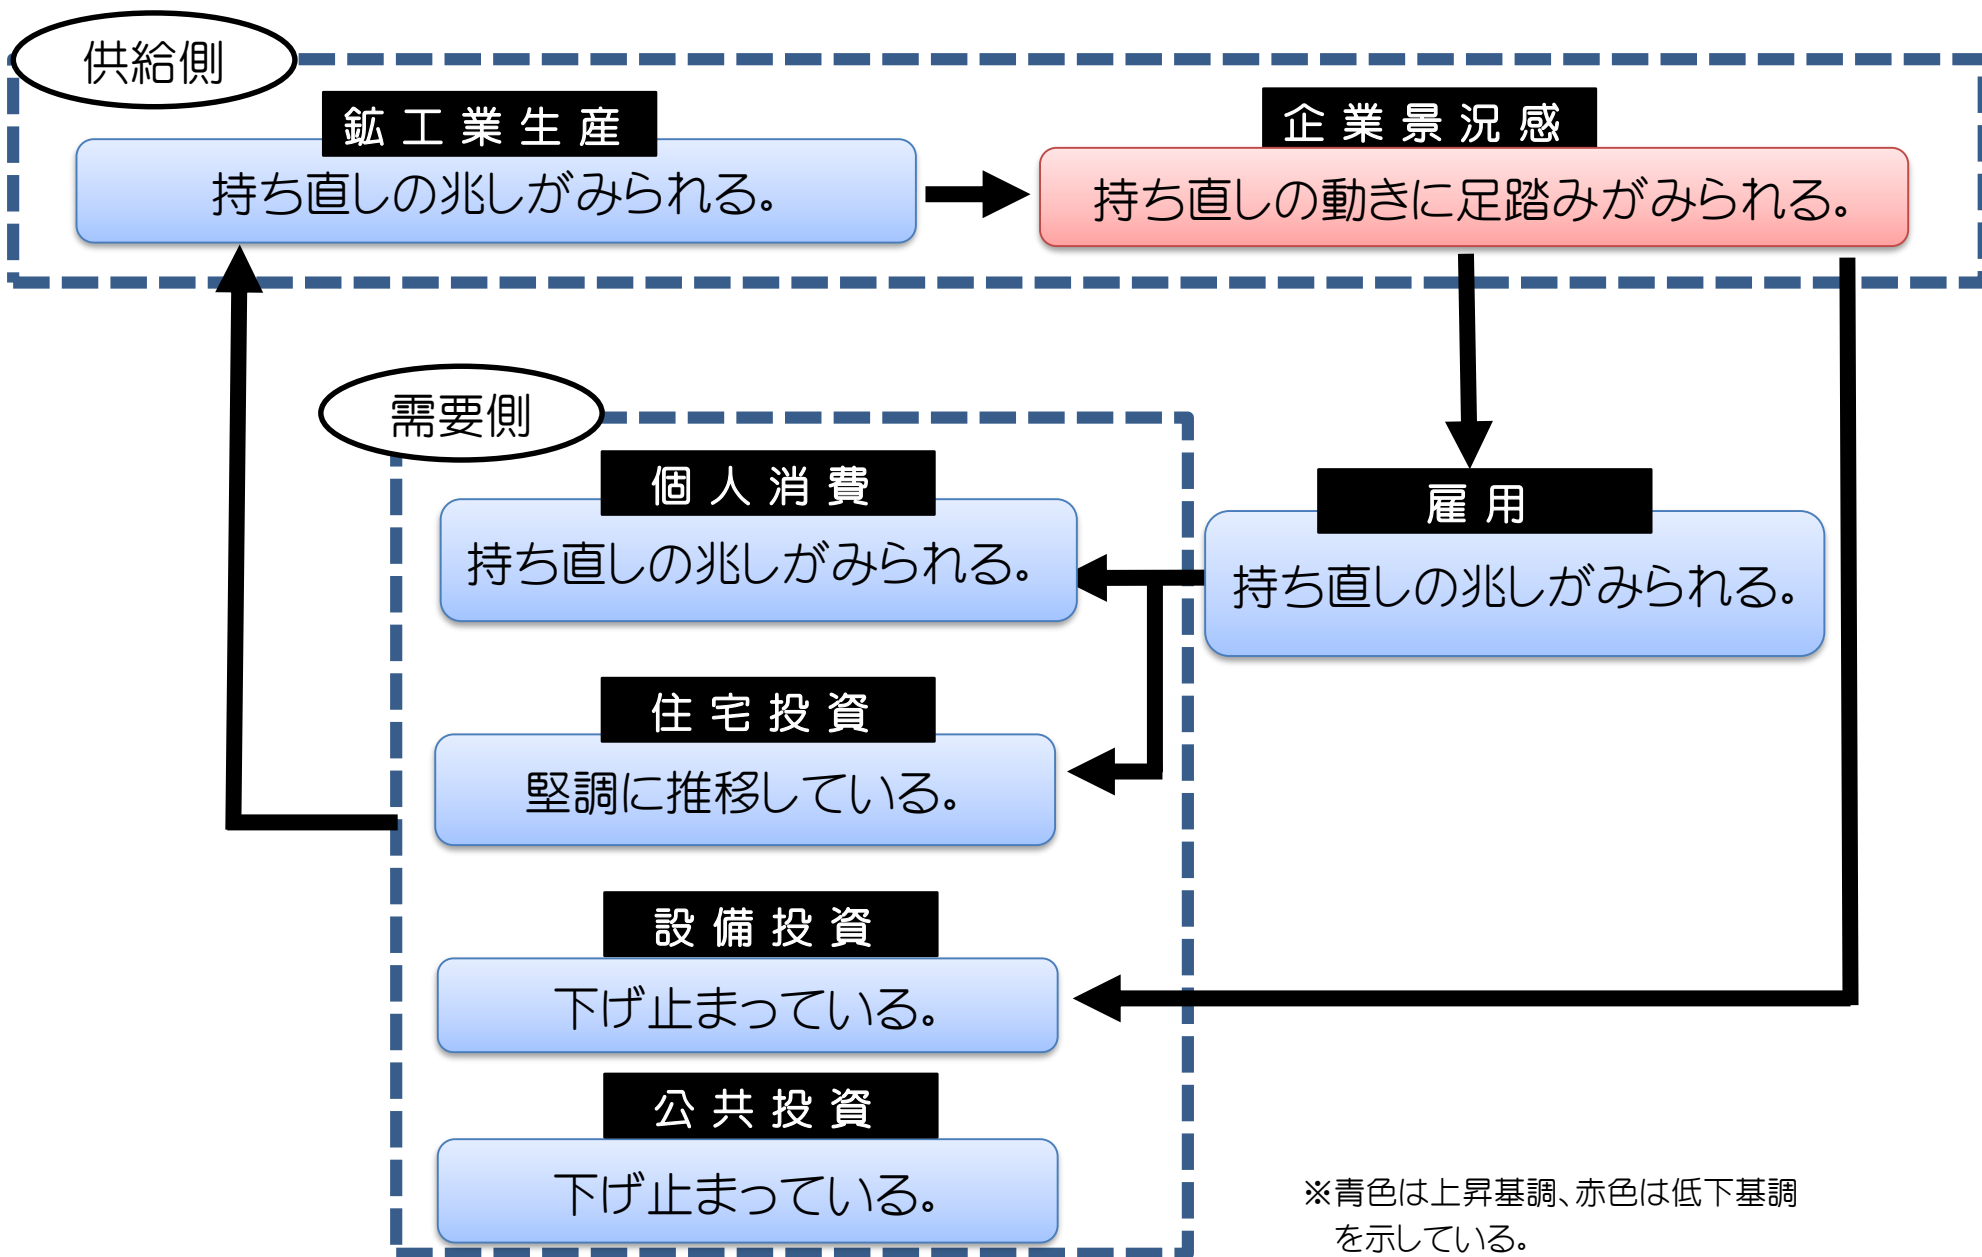 供給側
鉱工業生産
持ち直しの兆しがみられる。
企業景況感
持ち直しの動きに足踏みがみられる。
需要側
個人消費
持ち直しの兆しがみられる。
雇用
持ち直しの兆しがみられる。
住宅投資
堅調に推移している。
設備投資
下げ止まっている。
公共投資
下げ止まっている。
※青色は上昇基調、赤色は低下基調
を示している。